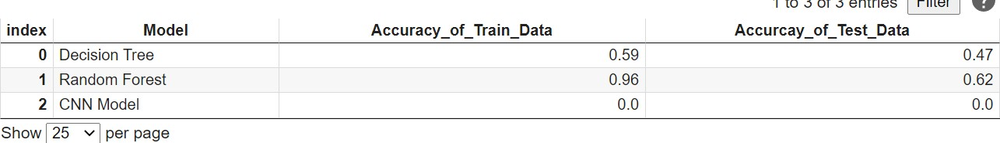 1 to 3 of 3 entries Filter ?
index Model Accuracy_of_Train_Data Accurcay_of_Test_Data
0 Decision Tree 0.59 0.47
1 Random Forest 0.96 0.62
2 CNN Model 0.0 0.0
Show 25 per page